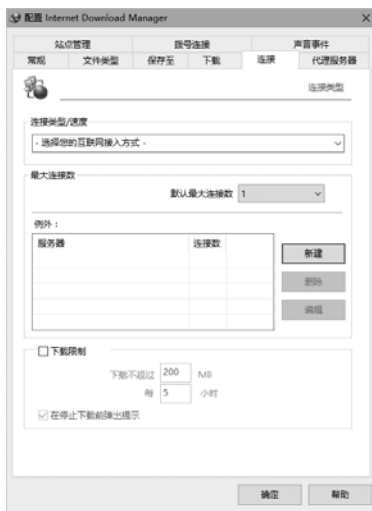 配置 Internet Download Manager
站点管理 拨号连接 声音事件
常规 文件类型 保存至 下载 连接 代理服务器
连接类型
连接类型/速度
- 选择您的互联网接入方式 -
最大连接数
默认最大连接数 1
例外：
服务器 连接数
新建
删除
编辑
下载限制
下载不超过 200 MB
每 5 小时
在停止下载前弹出提示
确定 帮助